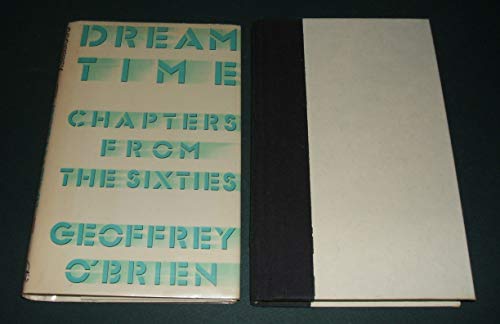 DREAM
TIME
CHAPTERS
FROM
THE SIXTIES
GEOFFREY
O'BRIEN